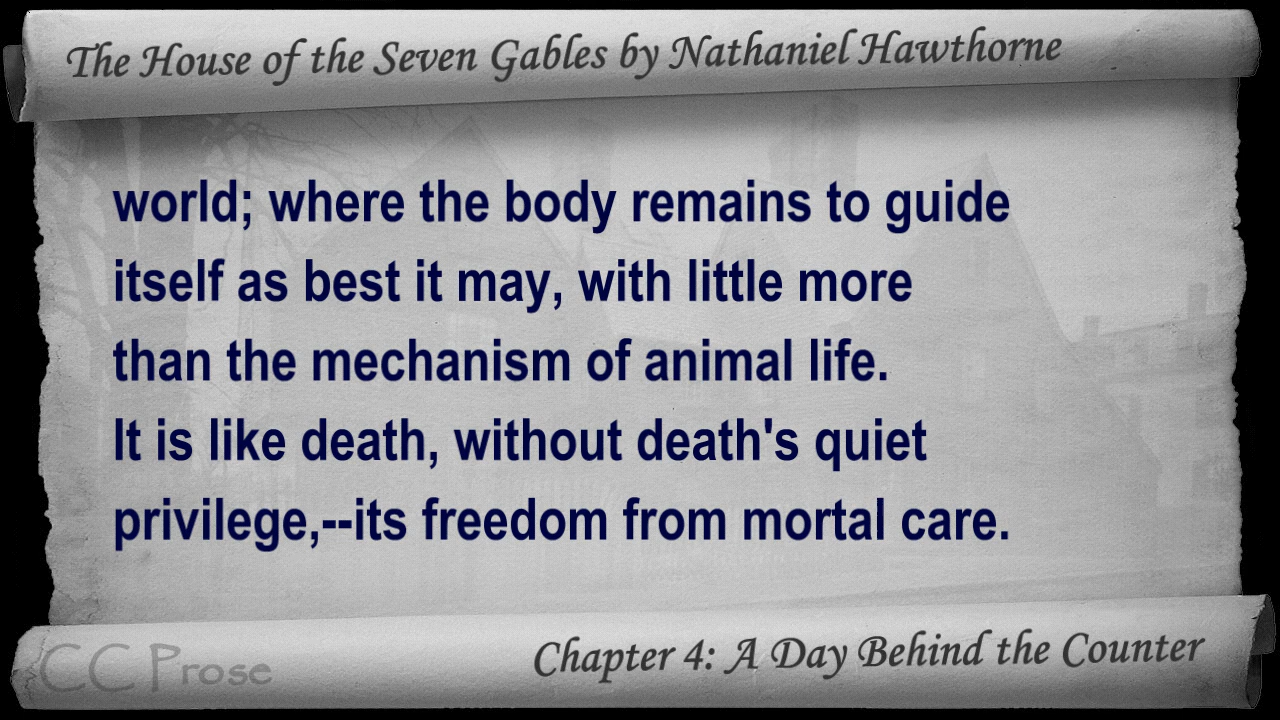 The House of the Seven Gables by Nathaniel Hawthorne
world; where the body remains to guide
itself as best it may, with little more
than the mechanism of animal life.
It is like death, without death's quiet
privilege,--its freedom from mortal care.
CC Prose
Chapter 4: A Day Behind the Counter